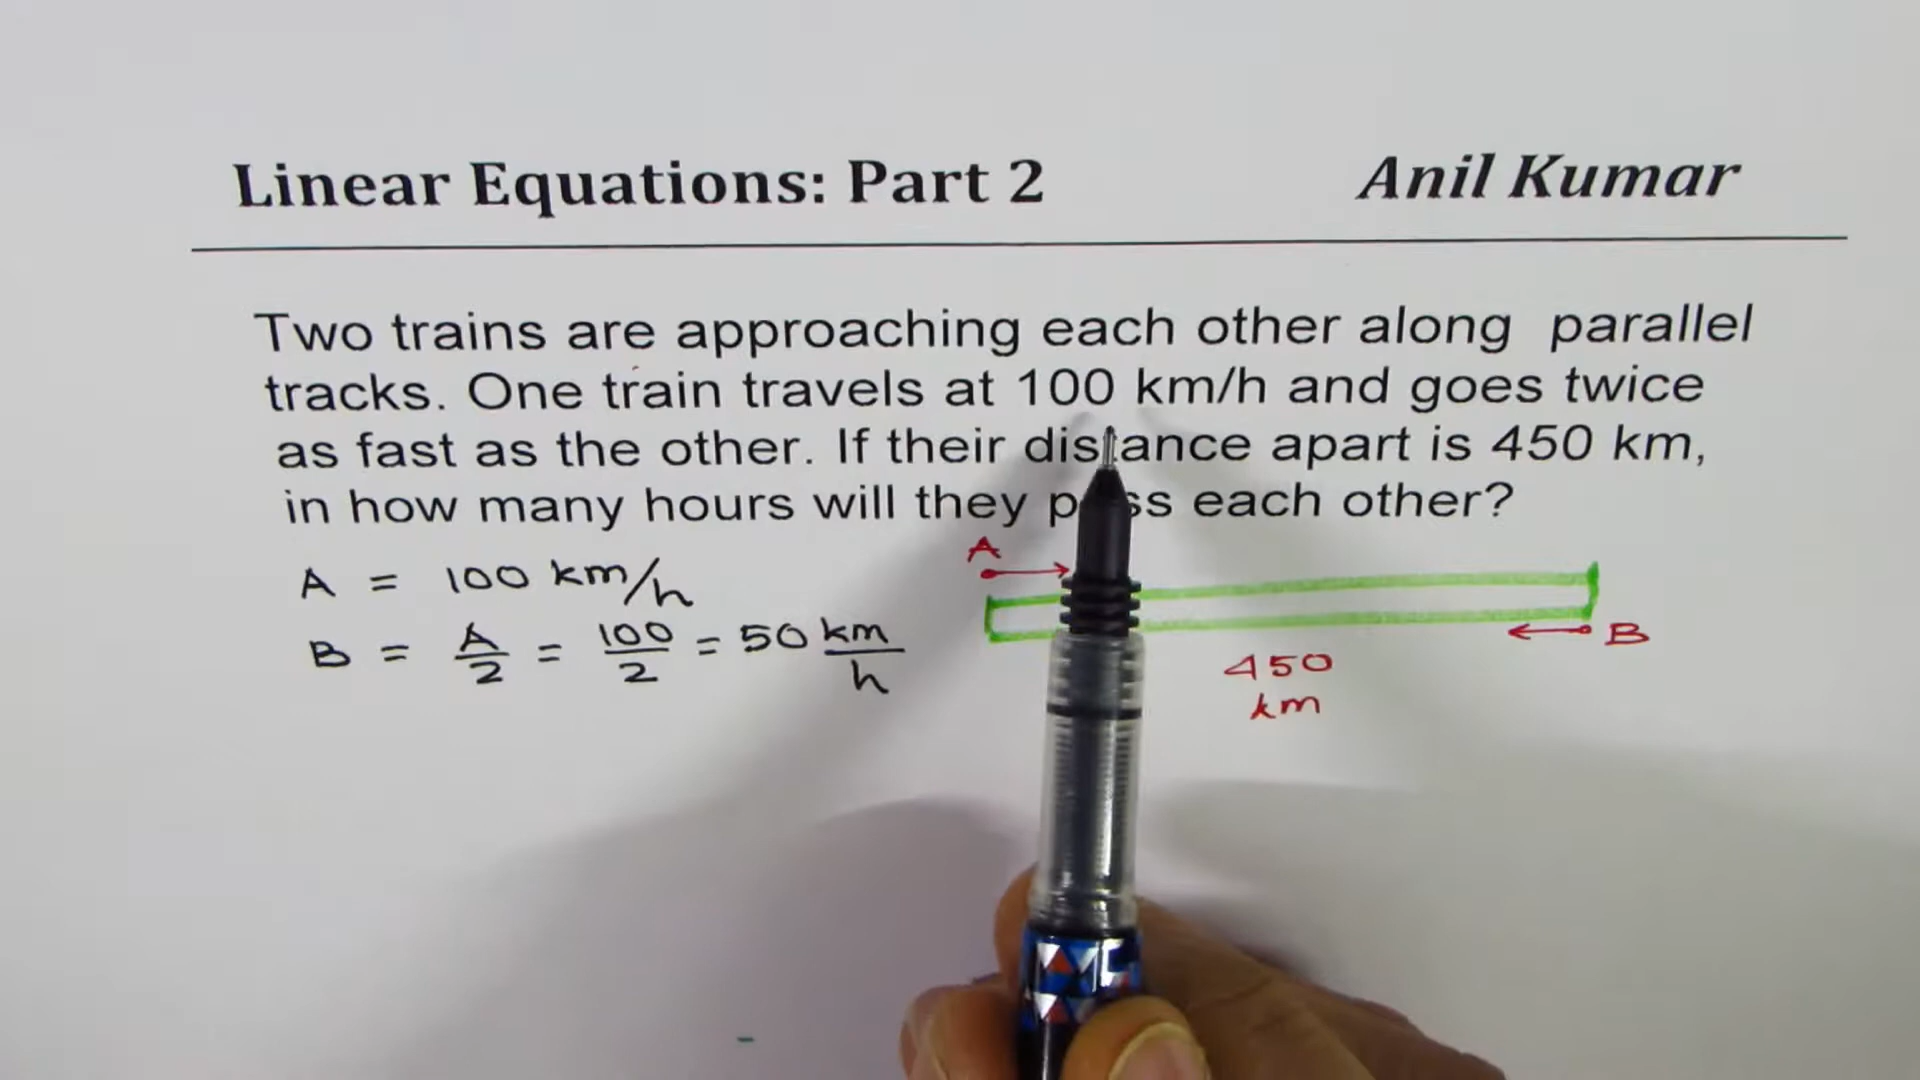 Linear Equations: Part 2
Anil Kumar
Two trains are approaching each other along parallel
tracks. One train travels at 100 km/h and goes twice
as fast as the other. If their distance apart is 450 km,
in how many hours will they pass each other?
A = 100 km/h
B = A/2 = 100/2 = 50 km/h
A
B
450
km